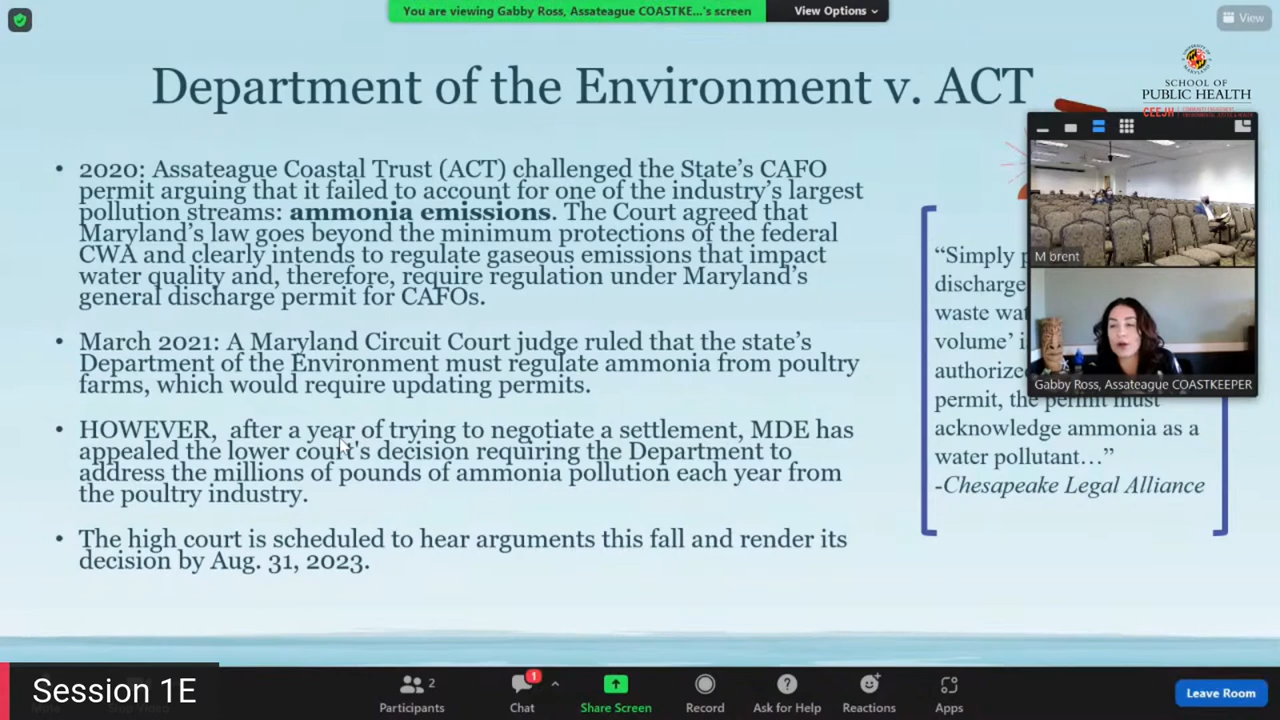 You are viewing Gabby Ross, Assateague COASTKE...'s screen
View Options
View
Department of the Environment v. ACT
UNIVERSITY OF MARYLAND
SCHOOL OF
PUBLIC HEALTH
CEEJH
• 2020: Assateague Coastal Trust (ACT) challenged the State's CAFO
permit arguing that it failed to account for one of the industry's largest
pollution streams: ammonia emissions. The Court agreed that
Maryland's law goes beyond the minimum protections of the federal
CWA and clearly intends to regulate gaseous emissions that impact
water quality and, therefore, require regulation under Maryland's
general discharge permit for CAFOs.
• March 2021: A Maryland Circuit Court judge ruled that the state's
Department of the Environment must regulate ammonia from poultry
farms, which would require updating permits.
• HOWEVER, after a year of trying to negotiate a settlement, MDE has
appealed the lower court's decision requiring the Department to
address the millions of pounds of ammonia pollution each year from
the poultry industry.
• The high court is scheduled to hear arguments this fall and render its
decision by Aug. 31, 2023.
M brent
Gabby Ross, Assateague COASTKEEPER
“Simply
discharge
waste
volume’
permit, the permit must
acknowledge ammonia as a
water pollutant…”
-Chesapeake Legal Alliance
Session 1E
Participants
2
Chat
1
Share Screen
Record
Ask for Help
Reactions
Apps
Leave Room